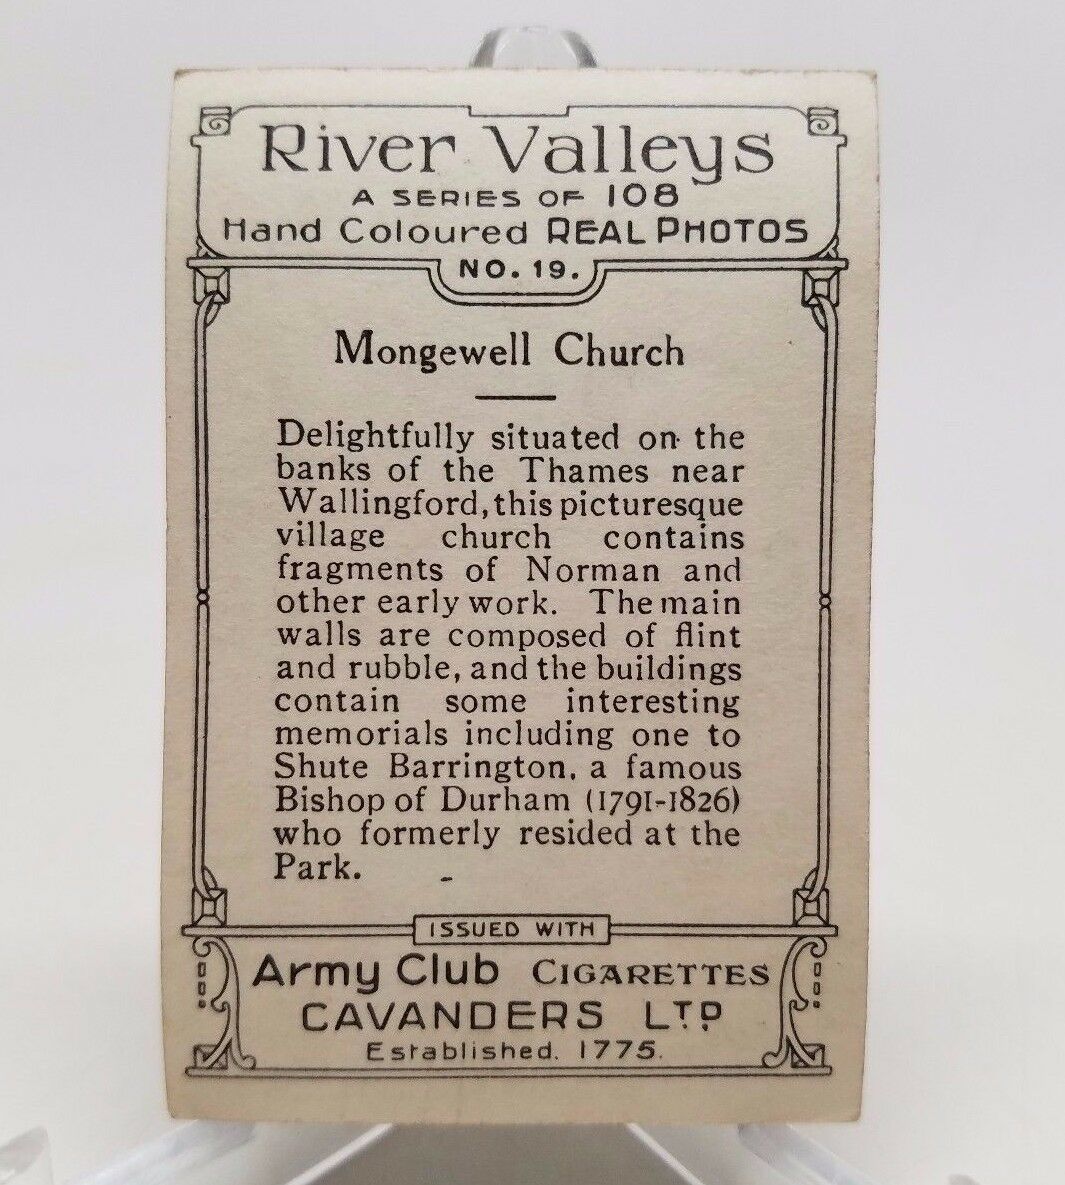 River Valleys
A SERIES OF 108
Hand Coloured REAL PHOTOS
NO. 19.
Mongewell Church
Delightfully situated on the
banks of the Thames near
Wallingford, this picturesque
village church contains
fragments of Norman and
other early work. The main
walls are composed of flint
and rubble, and the buildings
contain some interesting
memorials including one to
Shute Barrington, a famous
Bishop of Durham (1791-1826)
who formerly resided at the
Park.
ISSUED WITH
Army Club CIGARETTES
CAVANDERS LTD.
Established. 1775.